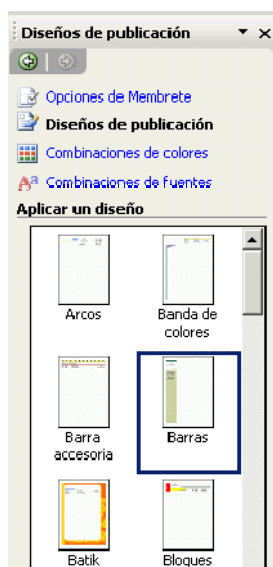 Diseños de publicación
Opciones de Membrete
Diseños de publicación
Combinaciones de colores
Combinaciones de fuentes
Aplicar un diseño
Arcos
Banda de
colores
Barra
accesoria
Barras
Batik
Bloques